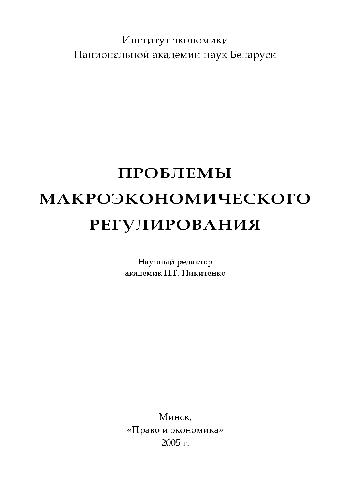 Институт экономики
Национальной академии наук Беларуси
ПРОБЛЕМЫ
МАКРОЭКОНОМИЧЕСКОГО
РЕГУЛИРОВАНИЯ
Научный редактор
академик П.Г. Никитенко
Минск,
«Право и экономика»
2005 г.